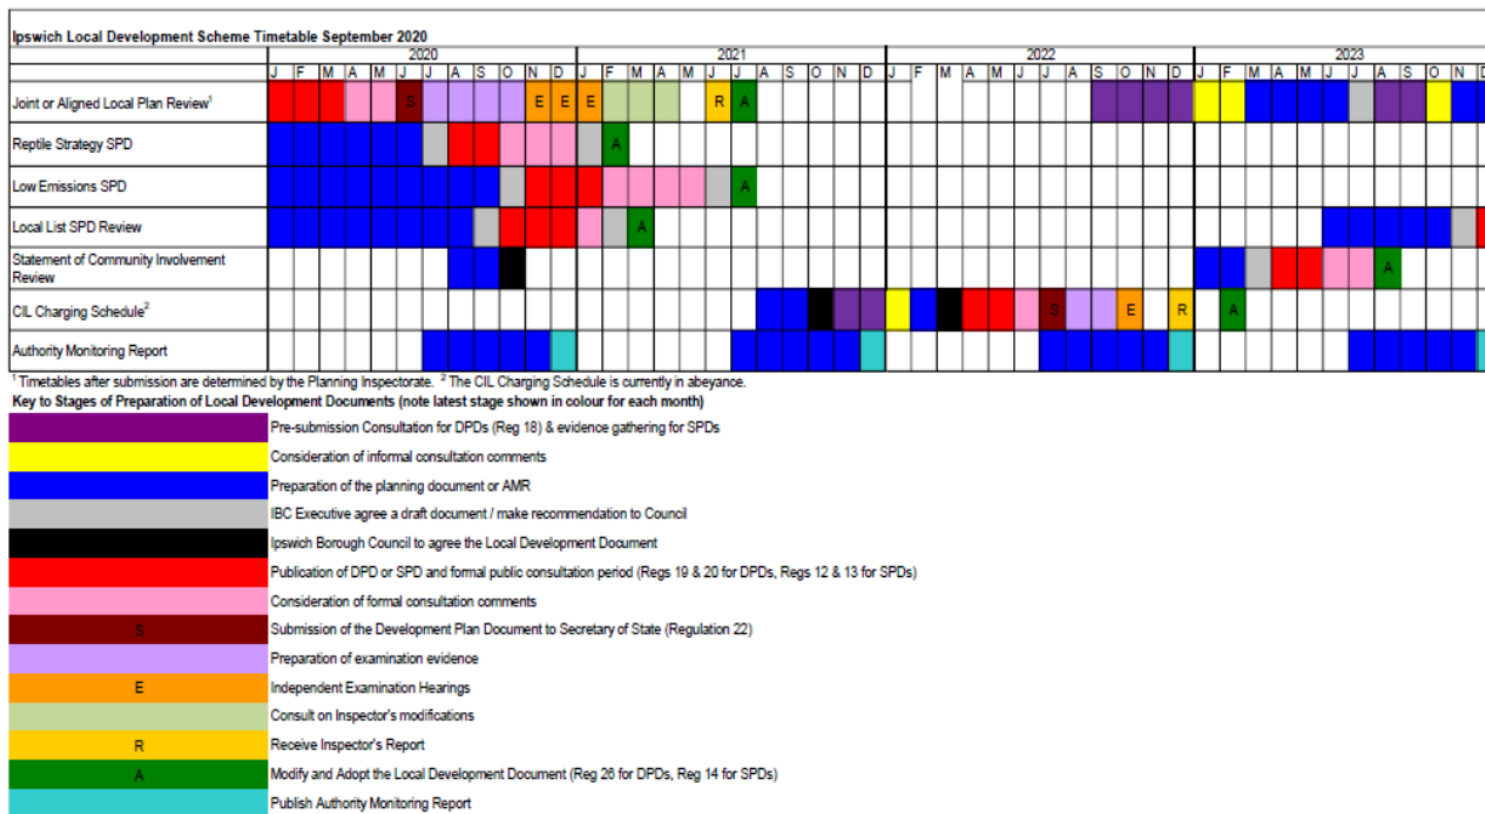 Ipswich Local Development Scheme Timetable September 2020
2020 2021 2022 2023
J F M A M J J A S O N D J F M A M J J A S O N D J F M A M J J A S O N D J F M A M J J A S O N D
Joint or Aligned Local Plan Review¹ S E E E R A
Reptile Strategy SPD A
Low Emissions SPD A
Local List SPD Review A
Statement of Community Involvement
Review A
CIL Charging Schedule² S E R A
Authority Monitoring Report
¹ Timetables after submission are determined by the Planning Inspectorate. ² The CIL Charging Schedule is currently in abeyance.
Key to Stages of Preparation of Local Development Documents (note latest stage shown in colour for each month)
Pre-submission Consultation for DPDs (Reg 18) & evidence gathering for SPDs
Consideration of informal consultation comments
Preparation of the planning document or AMR
IBC Executive agree a draft document / make recommendation to Council
Ipswich Borough Council to agree the Local Development Document
Publication of DPD or SPD and formal public consultation period (Regs 19 & 20 for DPDs, Regs 12 & 13 for SPDs)
Consideration of formal consultation comments
S Submission of the Development Plan Document to Secretary of State (Regulation 22)
Preparation of examination evidence
E Independent Examination Hearings
Consult on Inspector's modifications
R Receive Inspector's Report
A Modify and Adopt the Local Development Document (Reg 26 for DPDs, Reg 14 for SPDs)
Publish Authority Monitoring Report